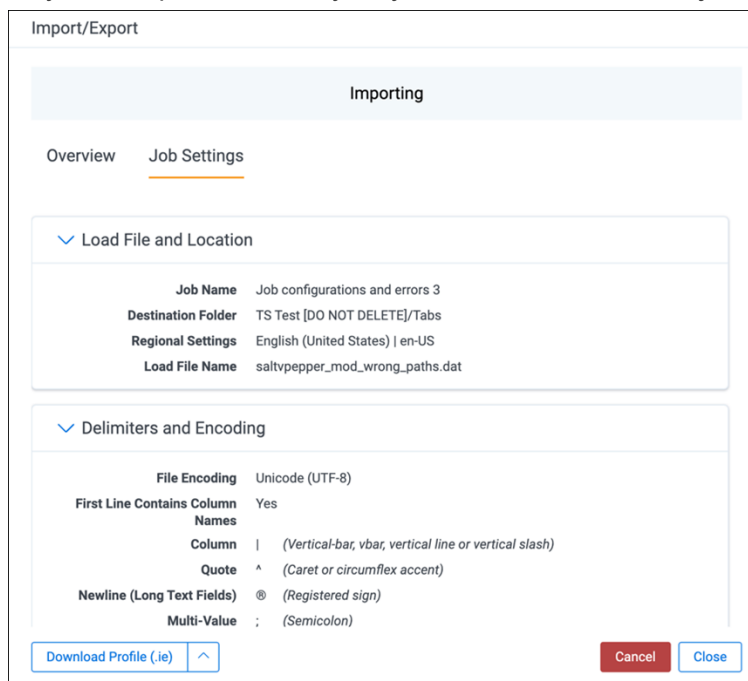 Import/Export
Importing
Overview Job Settings
Load File and Location
Job Name Job configurations and errors 3
Destination Folder TS Test [DO NOT DELETE]/Tabs
Regional Settings English (United States) | en-US
Load File Name saltvpepper_mod_wrong_paths.dat
Delimiters and Encoding
File Encoding Unicode (UTF-8)
First Line Contains Column Yes
Names
Column | (Vertical-bar, vbar, vertical line or vertical slash)
Quote ^ (Caret or circumflex accent)
Newline (Long Text Fields) ® (Registered sign)
Multi-Value ; (Semicolon)
Download Profile (.ie) Cancel Close